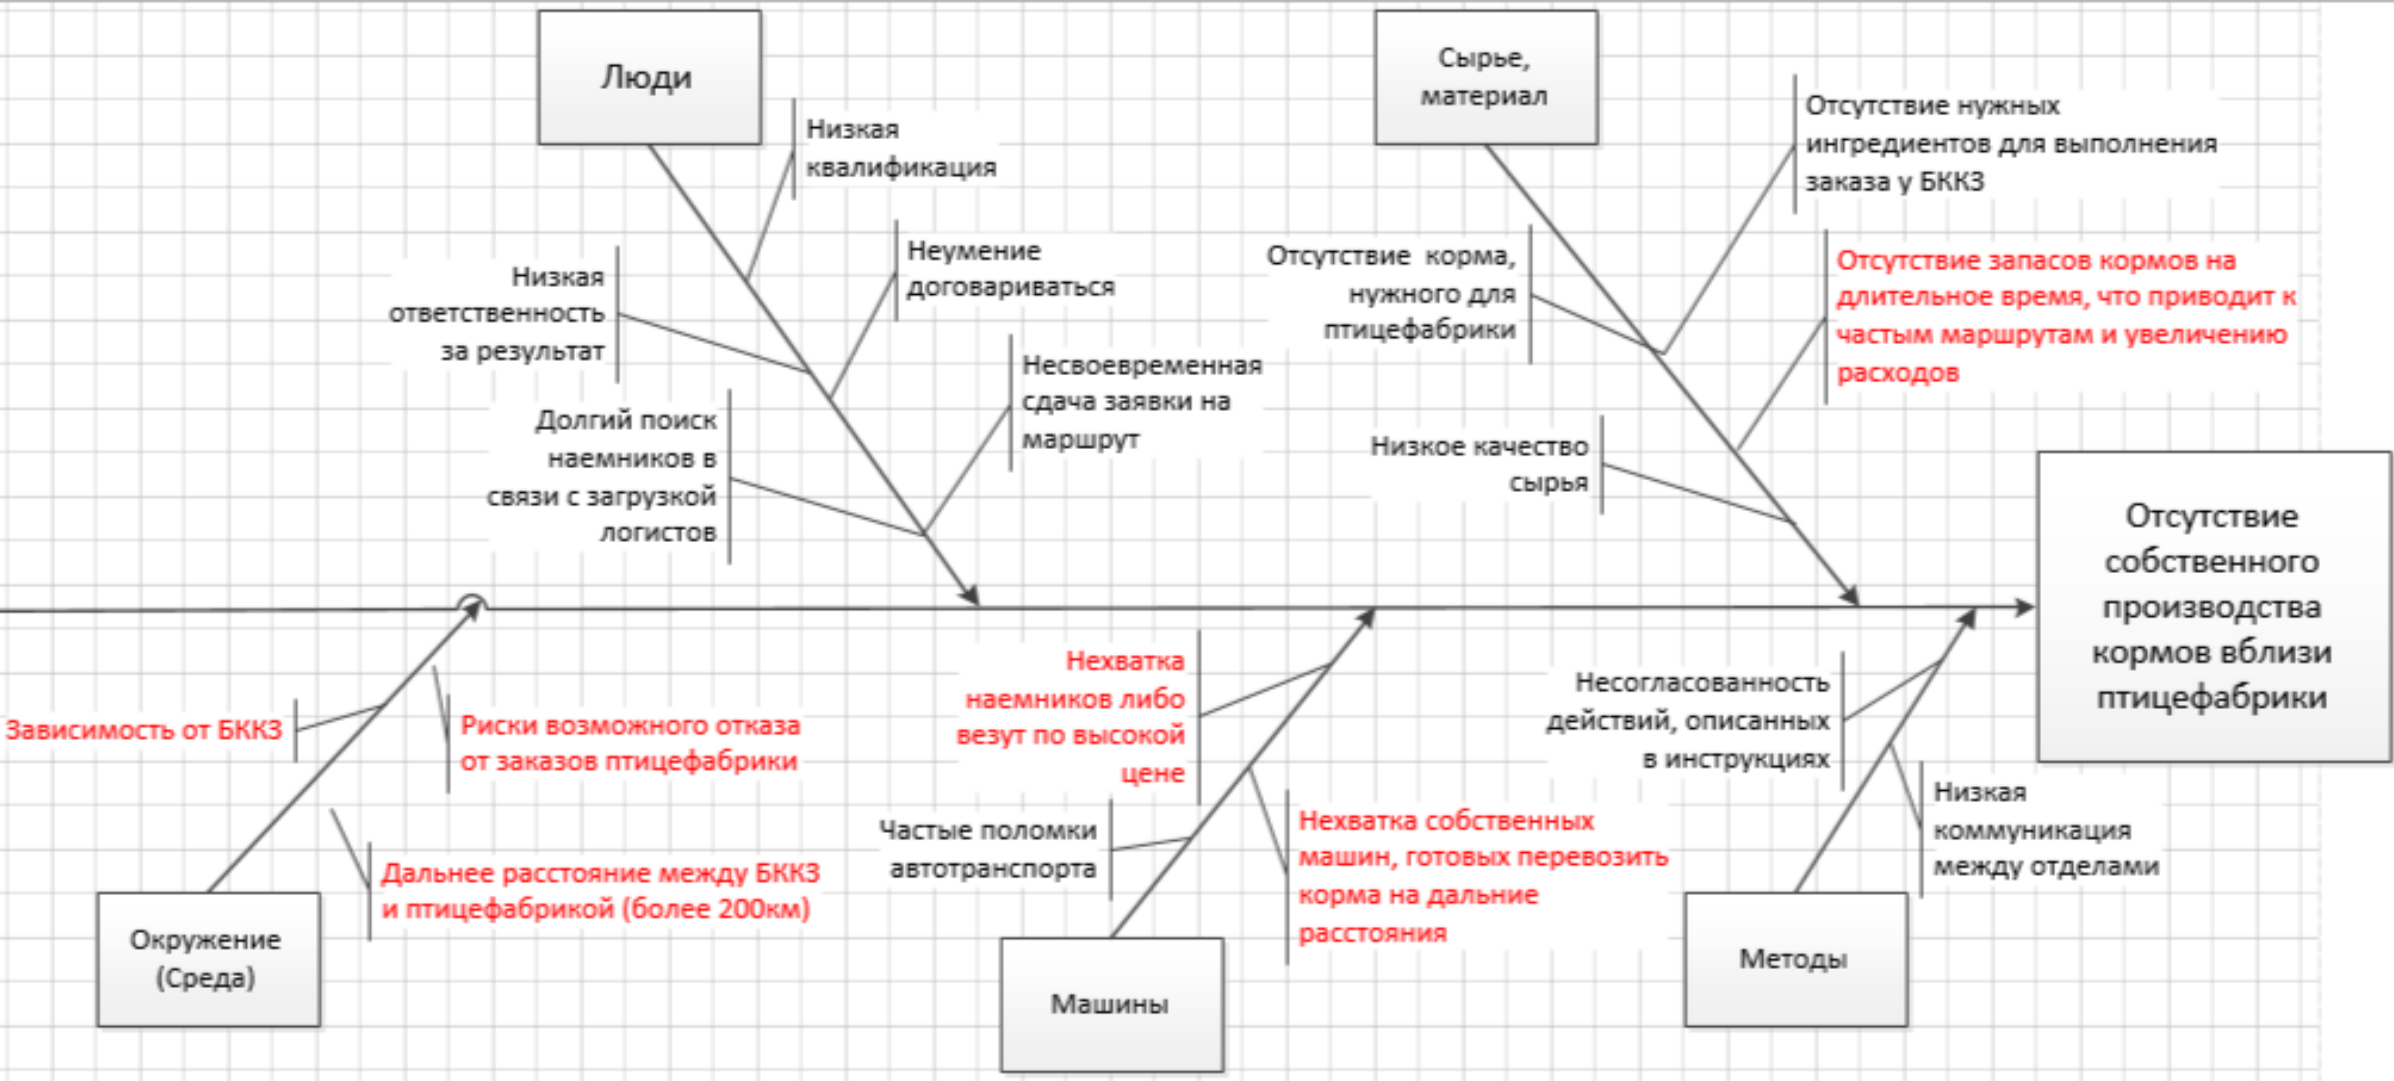 Люди
Низкая
квалификация
Низкая
ответственность
за результат
Неумение
договариваться
Долгий поиск
наемников в
связи с загрузкой
логистов
Несвоевременная
сдача заявки на
маршрут
Сырье,
материал
Отсутствие нужных
ингредиентов для выполнения
заказа у БККЗ
Отсутствие корма,
нужного для
птицефабрики
Отсутствие запасов кормов на
длительное время, что приводит к
частым маршрутам и увеличению
расходов
Низкое качество
сырья
Отсутствие
собственного
производства
кормов вблизи
птицефабрики
Зависимость от БККЗ
Риски возможного отказа
от заказов птицефабрики
Дальнее расстояние между БККЗ
и птицефабрикой (более 200км)
Окружение
(Среда)
Нехватка
наемников либо
везут по высокой
цене
Частые поломки
автотранспорта
Нехватка собственных
машин, готовых перевозить
корма на дальние
расстояния
Машины
Несогласованность
действий, описанных
в инструкциях
Низкая
коммуникация
между отделами
Методы